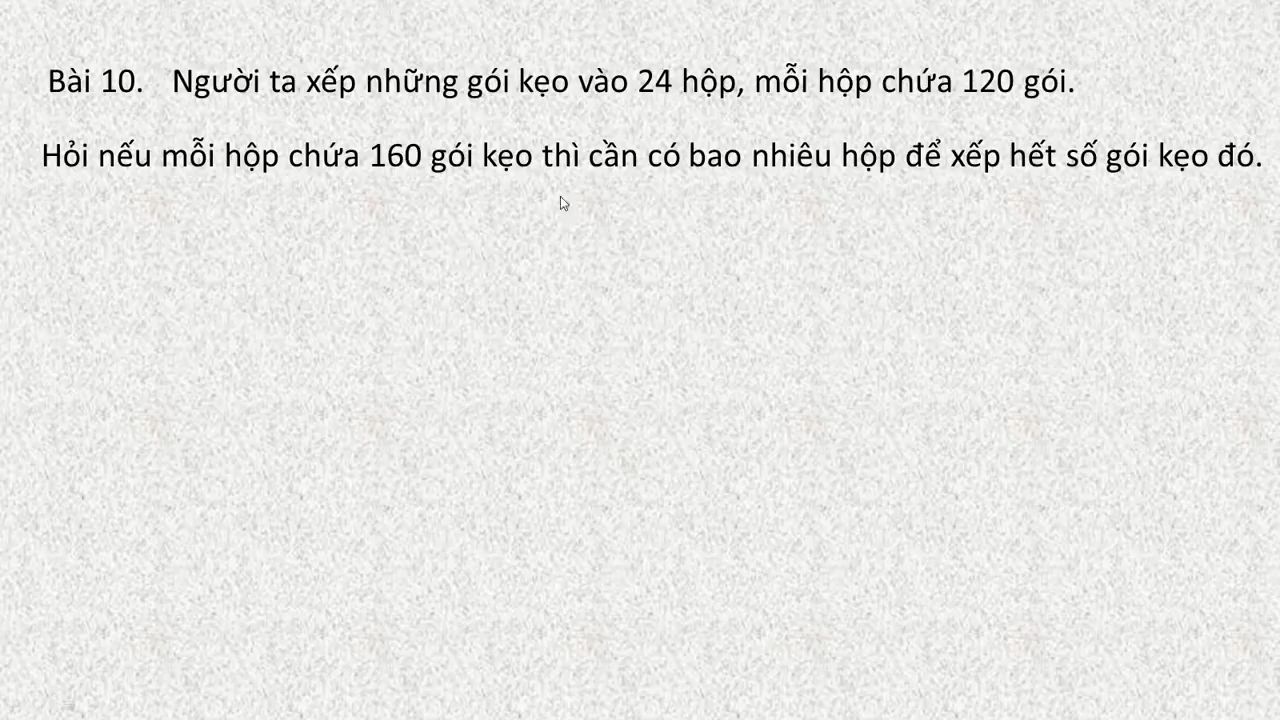 Bài 10. Người ta xếp những gói kẹo vào 24 hộp, mỗi hộp chứa 120 gói.
Hỏi nếu mỗi hộp chứa 160 gói kẹo thì cần có bao nhiêu hộp để xếp hết số gói kẹo đó.